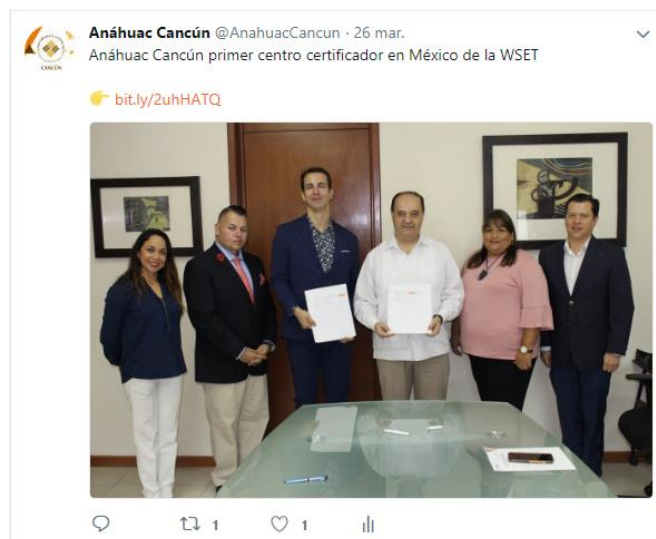 Anáhuac Cancún @AnahuacCancun · 26 mar.
Anáhuac Cancún primer centro certificador en México de la WSET
👉 bit.ly/2uhHATQ
CANCÚN
1 1